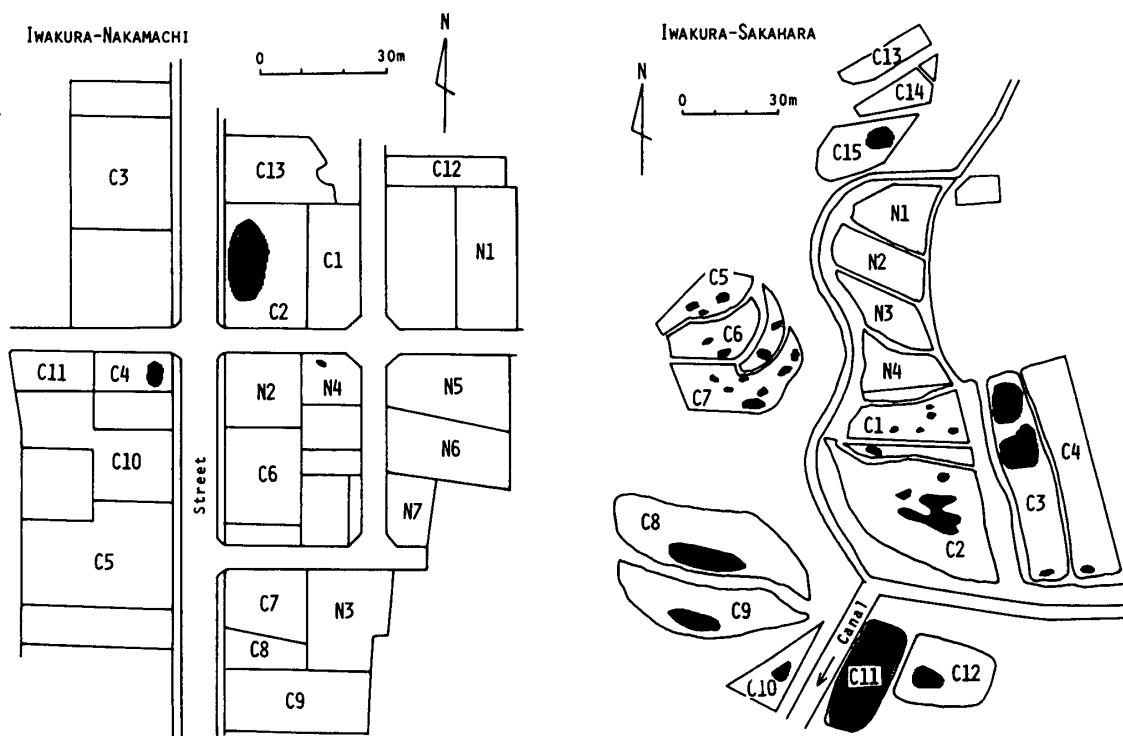 IWAKURA-NAKAMACHI
0 30m
N
C3
C13
C12
C1
N1
C2
C11
C4
N2
N4
N5
C10
C6
N6
Street
N7
C5
C7
N3
C8
C9
IWAKURA-SAKAHARA
N
0 30m
C13
C14
C15
N1
N2
C5
N3
C6
N4
C7
C1
C4
C3
C2
C8
C9
Canal
C10
C11
C12